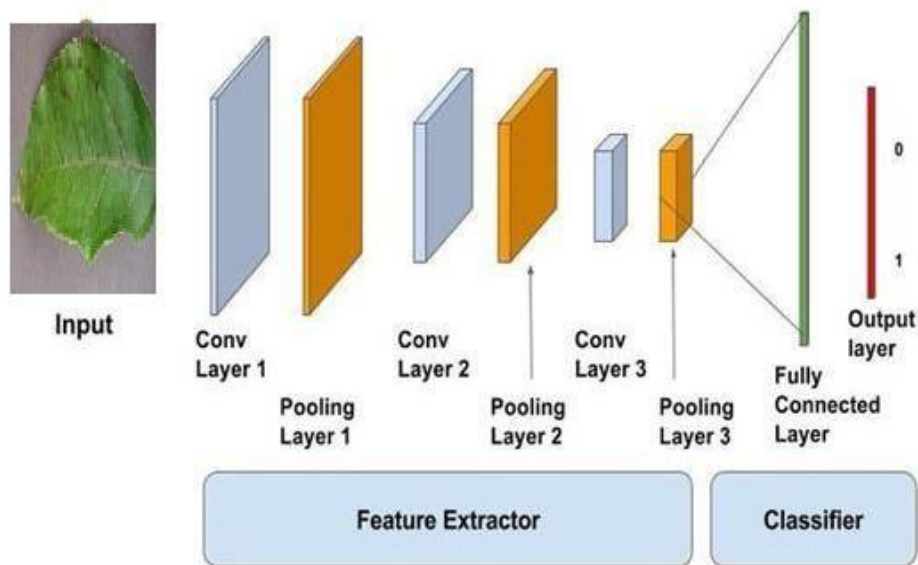 Input
Conv
Layer 1
Pooling
Layer 1
Conv
Layer 2
Pooling
Layer 2
Conv
Layer 3
Pooling
Layer 3
Fully
Connected
Layer
0
1
Output
layer
Feature Extractor
Classifier